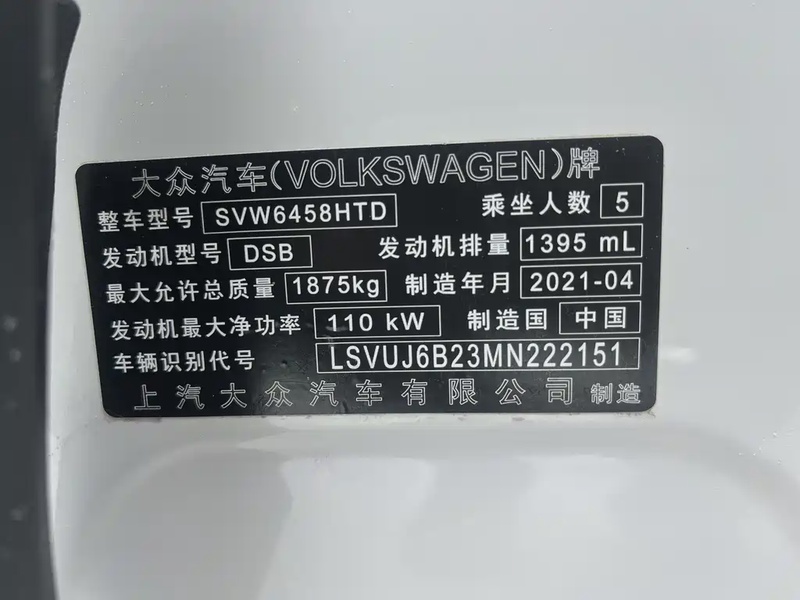 大众汽车(VOLKSWAGEN)牌
整车型号 SVW6458HTD 乘坐人数 5
发动机型号 DSB 发动机排量 1395 mL
最大允许总质量 1875kg 制造年月 2021-04
发动机最大净功率 110 kW 制造国 中国
车辆识别代号 LSVUJ6B23MN222151
上汽大众汽车有限公司 制造